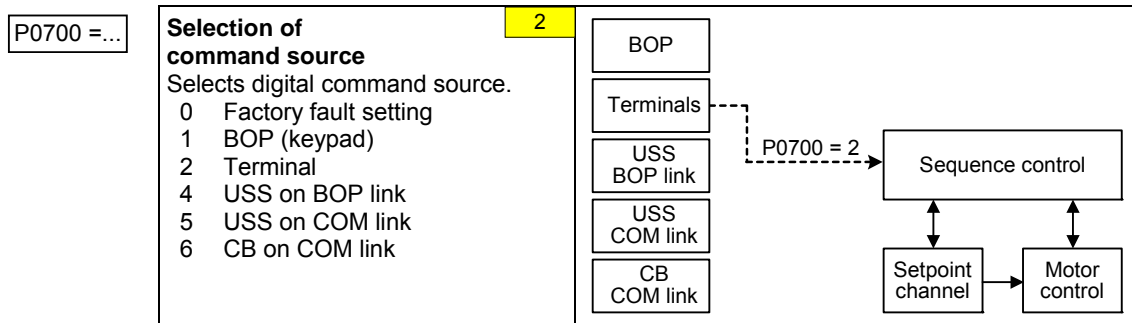 P0700 =...
Selection of
command source
2
Selects digital command source.
0 Factory fault setting
1 BOP (keypad)
2 Terminal
4 USS on BOP link
5 USS on COM link
6 CB on COM link
BOP
Terminals
USS
BOP link
USS
COM link
CB
COM link
P0700 = 2
Sequence control
Setpoint
channel
Motor
control